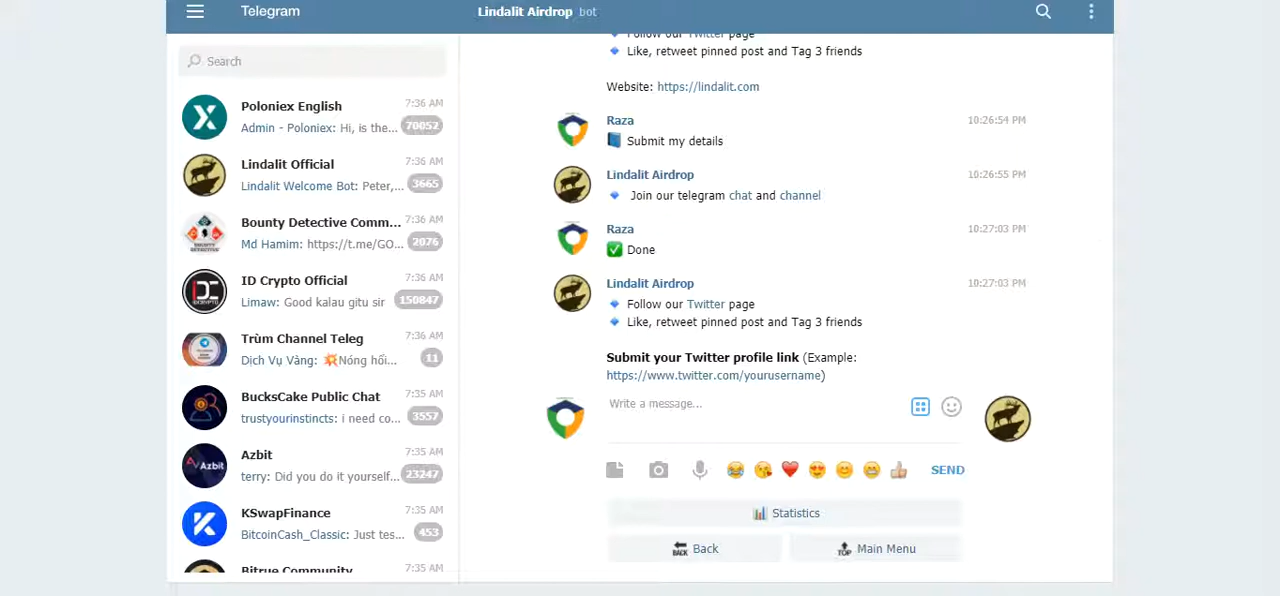 Telegram
Lindalit Airdrop bot
Search
Poloniex English 7:36 AM
Admin - Poloniex: Hi, is the... 70052
Lindalit Official 7:36 AM
Lindalit Welcome Bot: Peter,... 3665
Bounty Detective Comm... 7:36 AM
Md Hamim: https://t.me/GO... 2076
ID Crypto Official 7:36 AM
Limaw: Good kalau gitu sir 150847
Trùm Channel Teleg 7:36 AM
Dịch Vụ Vàng: 💥Nóng hổi... 11
BucksCake Public Chat 7:35 AM
trustyourinstincts: i need co... 3557
Azbit 7:35 AM
terry: Did you do it yourself... 23247
KSwapFinance 7:35 AM
BitcoinCash_Classic: Just tes... 453
Bitrue Community 7:35 AM
Follow our Twitter page
Like, retweet pinned post and Tag 3 friends
Website: https://lindalit.com
Raza 10:26:54 PM
📘 Submit my details
Lindalit Airdrop 10:26:55 PM
🔹 Join our telegram chat and channel
Raza 10:27:03 PM
✅ Done
Lindalit Airdrop 10:27:03 PM
🔹 Follow our Twitter page
🔹 Like, retweet pinned post and Tag 3 friends
Submit your Twitter profile link (Example:
https://www.twitter.com/yourusername)
Write a message...
SEND
📊 Statistics
BACK Back
TOP Main Menu